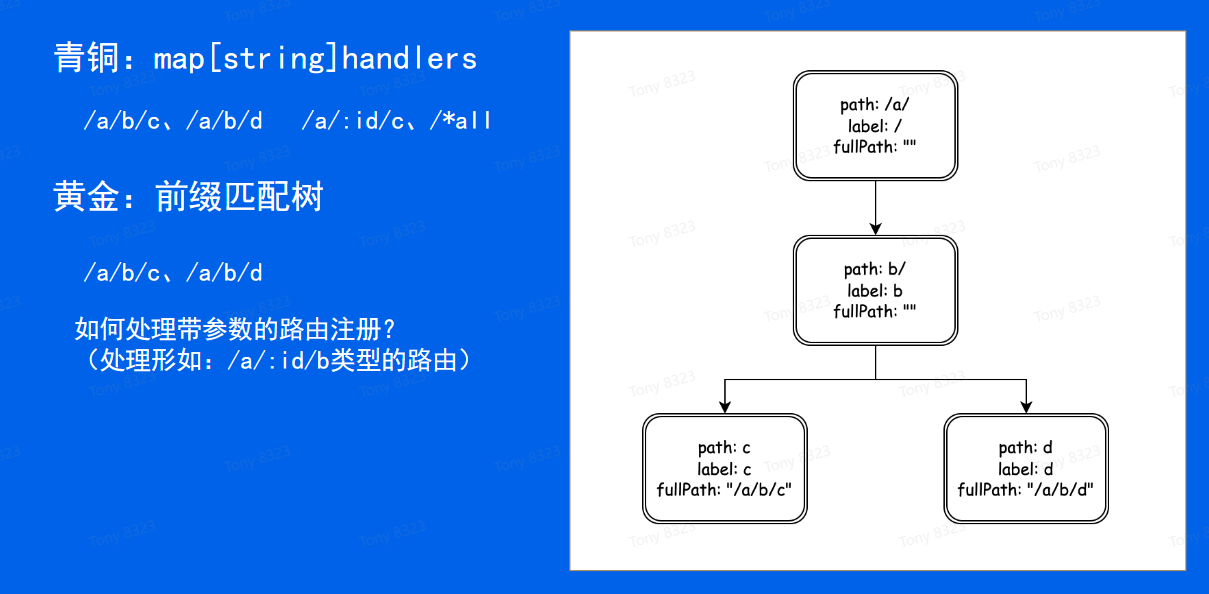 青铜：map[string]handlers
/a/b/c、/a/b/d /a/:id/c、/*all
黄金：前缀匹配树
/a/b/c、/a/b/d
如何处理带参数的路由注册？
（处理形如：/a/:id/b类型的路由）
path: /a/
label: /
fullPath: ""
path: b/
label: b
fullPath: ""
path: c
label: c
fullPath: "/a/b/c"
path: d
label: d
fullPath: "/a/b/d"
Tony 8323